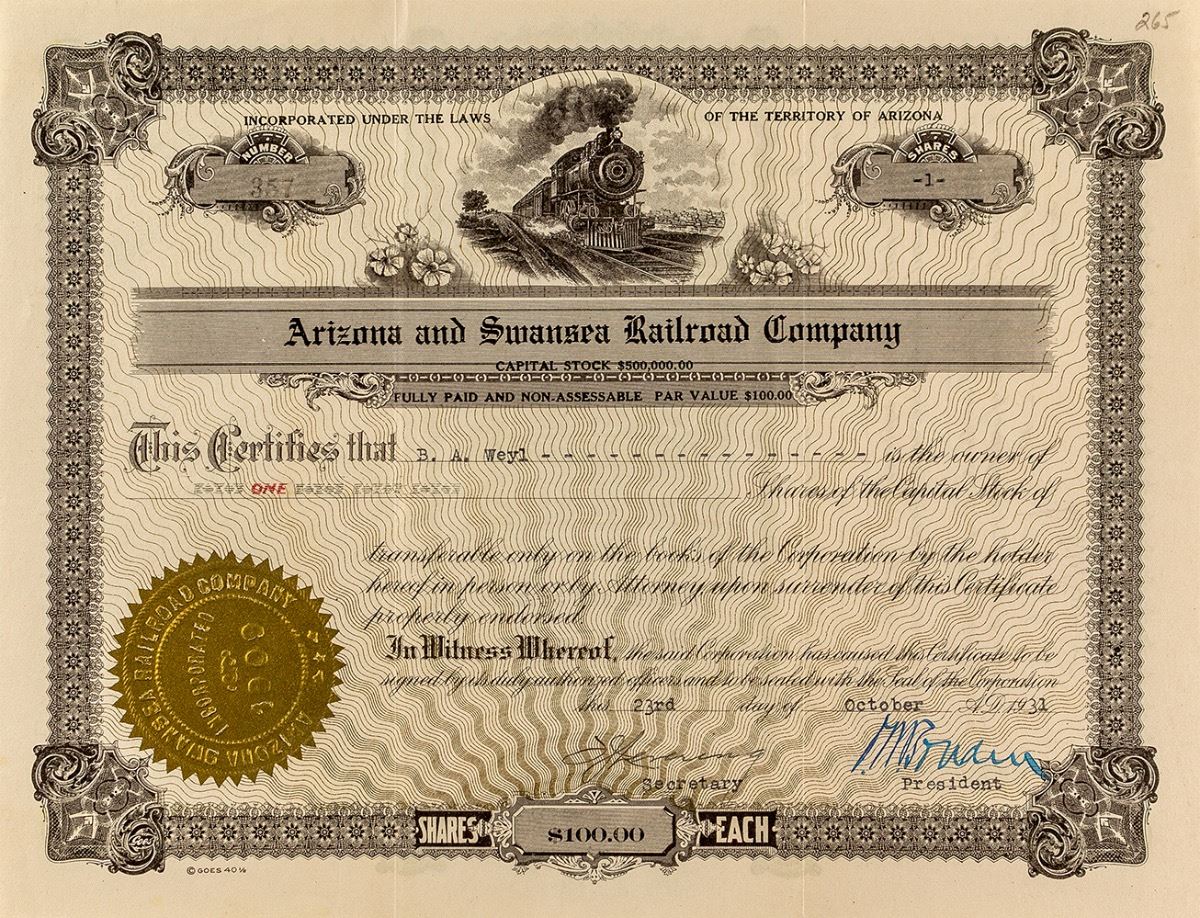 265
INCORPORATED UNDER THE LAWS OF THE TERRITORY OF ARIZONA
NUMBER
357
SHARES
-1-
Arizona and Swansea Railroad Company
CAPITAL STOCK $500,000.00
FULLY PAID AND NON-ASSESSABLE PAR VALUE $100.00
This Certifies that B. A. Weyl - - - - - - - - - - - - - - - is the owner of
ONE Shares of the Capital Stock of
transferable only on the books of the Corporation by the holder
hereof in person or by Attorney upon surrender of this Certificate
properly endorsed.
In Witness Whereof, the said Corporation has caused this Certificate to be
signed by its duly authorized officers and to be sealed with the Seal of the Corporation
this 23rd day of October A.D. 1931
Secretary
President
ARIZONA SWANSEA RAILROAD COMPANY
INCORPORATED
SHARES $100.00 EACH
© GOES 40½